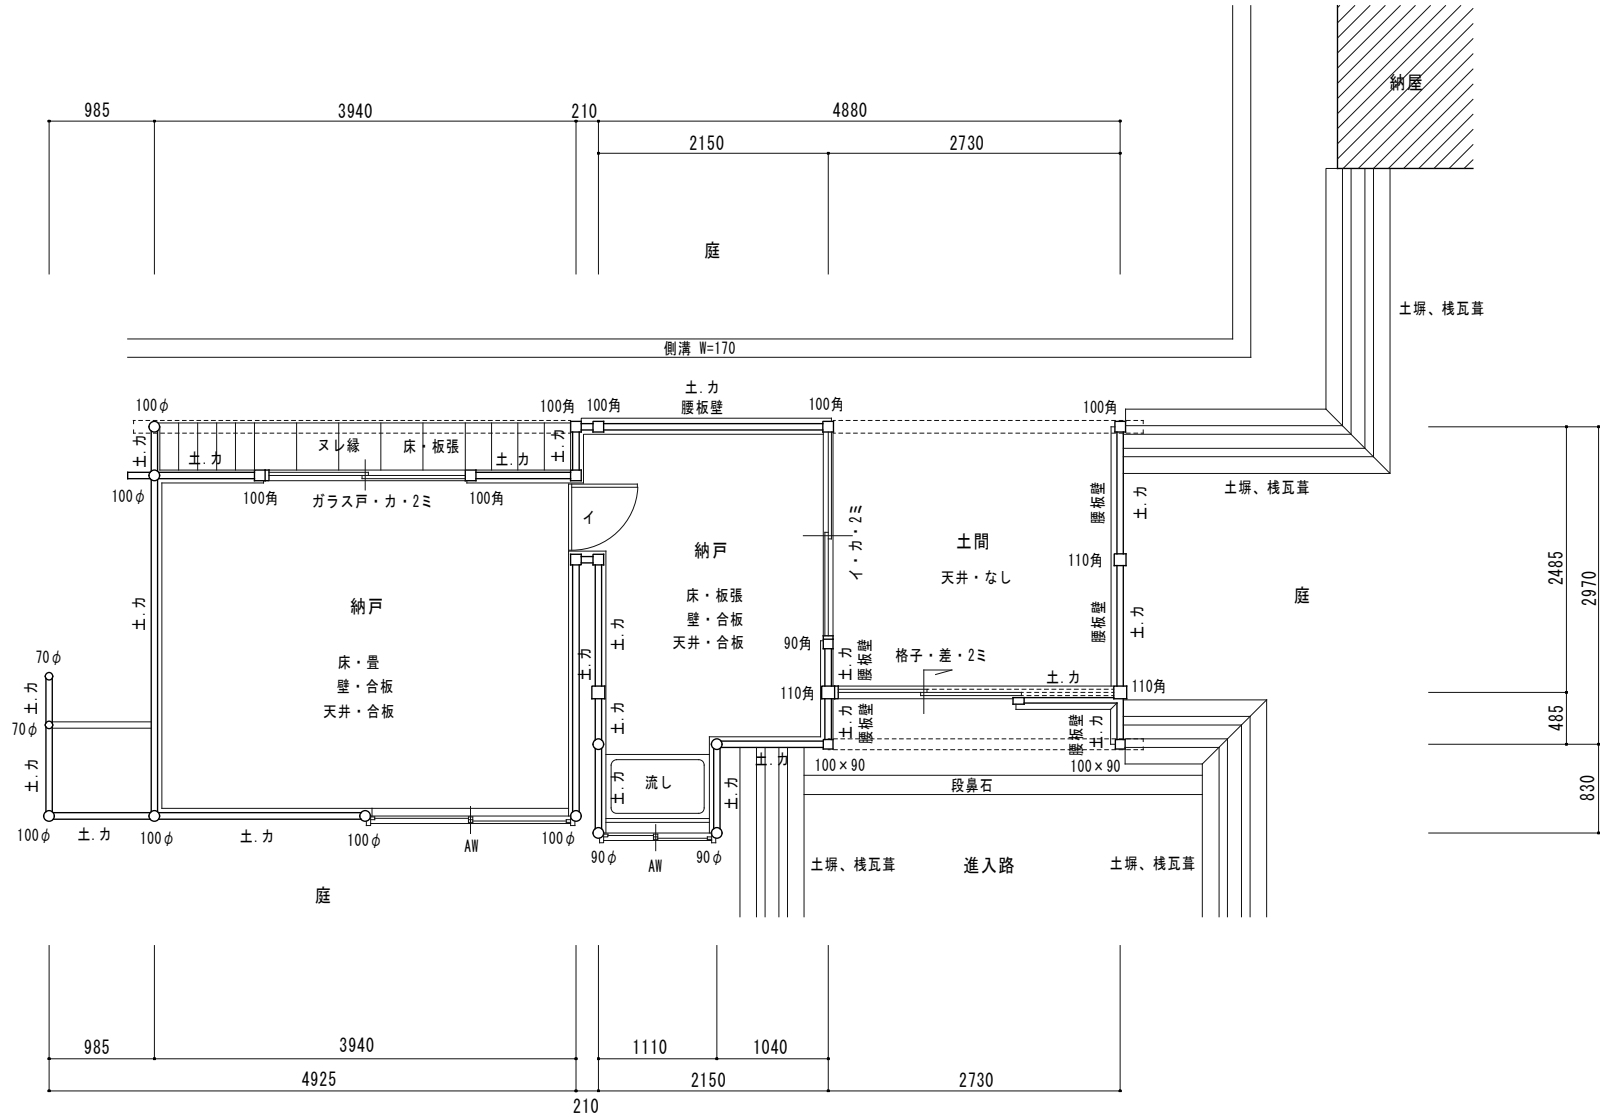 納屋
985
3940
210
4880
2150
2730
庭
土塀、桟瓦葺
側溝 W=170
土.カ
腰板壁
100φ
100角
100角
100角
100角
土.カ
ヌレ縁
床・板張
土.カ
土.カ
土.カ
100φ
100角
ガラス戸・カ・2ミ
100角
土塀、桟瓦葺
イ
イ・カ・2ミ
腰板壁
土.カ
納戸
土間
天井・なし
110角
2485
2970
納戸
床・板張
壁・合板
天井・合板
庭
土.カ
土.カ
90角
腰板壁
土.カ
70φ
床・畳
壁・合板
天井・合板
土.カ
土.カ
腰板壁
格子・差・2ミ
土.カ
110角
110角
土.カ
70φ
土.カ
土.カ
腰板壁
腰板壁
土.カ
485
土.カ
土.カ
流し
土.カ
土.カ
100×90
100×90
段鼻石
830
100φ
土.カ
100φ
土.カ
100φ
AW
100φ
90φ
AW
90φ
土塀、桟瓦葺
進入路
土塀、桟瓦葺
庭
985
3940
1110
1040
4925
210
2150
2730